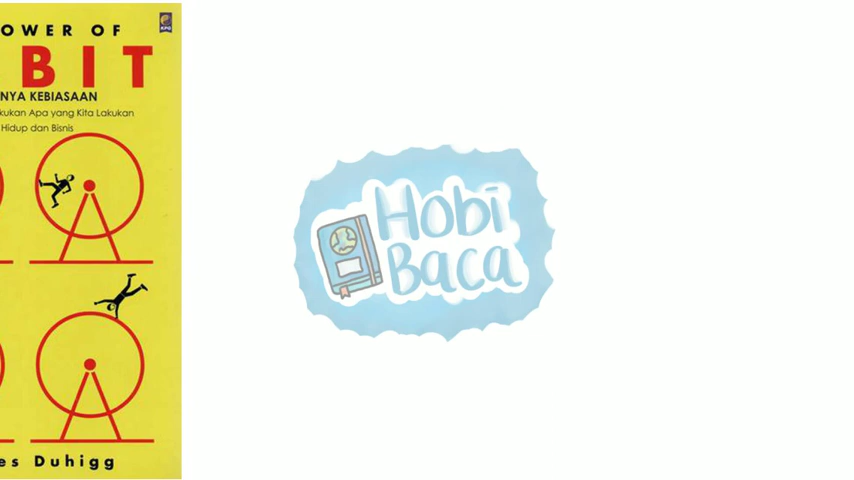 OWER OF
BIT
NYA KEBIASAAN
kukan Apa yang Kita Lakukan
Hidup dan Bisnis
es Duhigg
Hobi
Baca